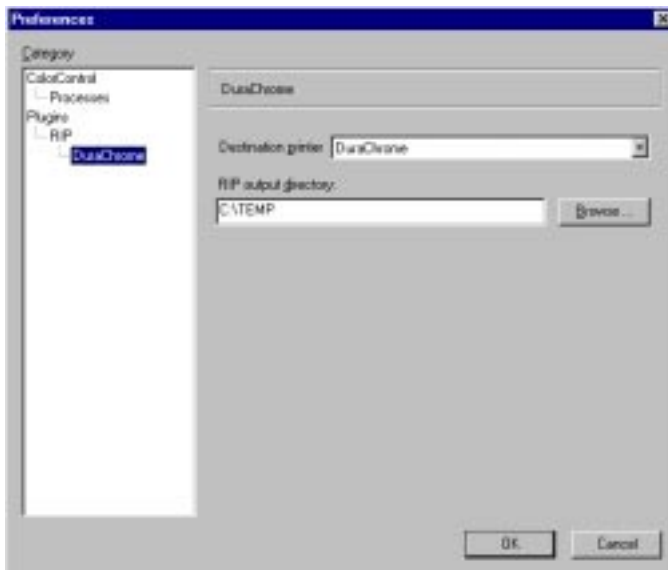 Preferences
Category
ColorControl
Processes
Plugins
RIP
DuraChrome
DuraChrome
Destination printer DuraChrome
RIP output directory:
C:\TEMP
Browse...
OK
Cancel